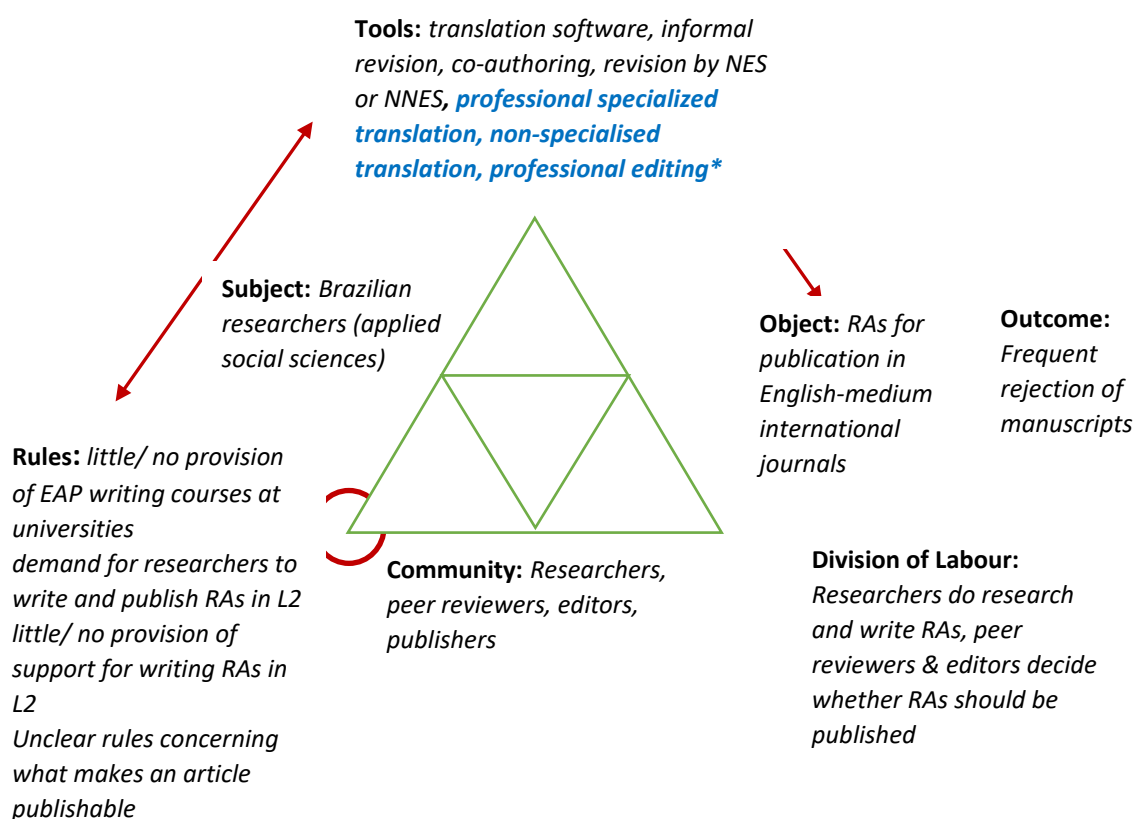 Tools: translation software, informal
revision, co-authoring, revision by NES
or NNES, professional specialized
translation, non-specialised
translation, professional editing*
Subject: Brazilian
researchers (applied
social sciences)
Object: RAs for
publication in
English-medium
international
journals
Outcome:
Frequent
rejection of
manuscripts
Rules: little/ no provision
of EAP writing courses at
universities
demand for researchers to
write and publish RAs in L2
little/ no provision of
support for writing RAs in
L2
Unclear rules concerning
what makes an article
publishable
Community: Researchers,
peer reviewers, editors,
publishers
Division of Labour:
Researchers do research
and write RAs, peer
reviewers & editors decide
whether RAs should be
published